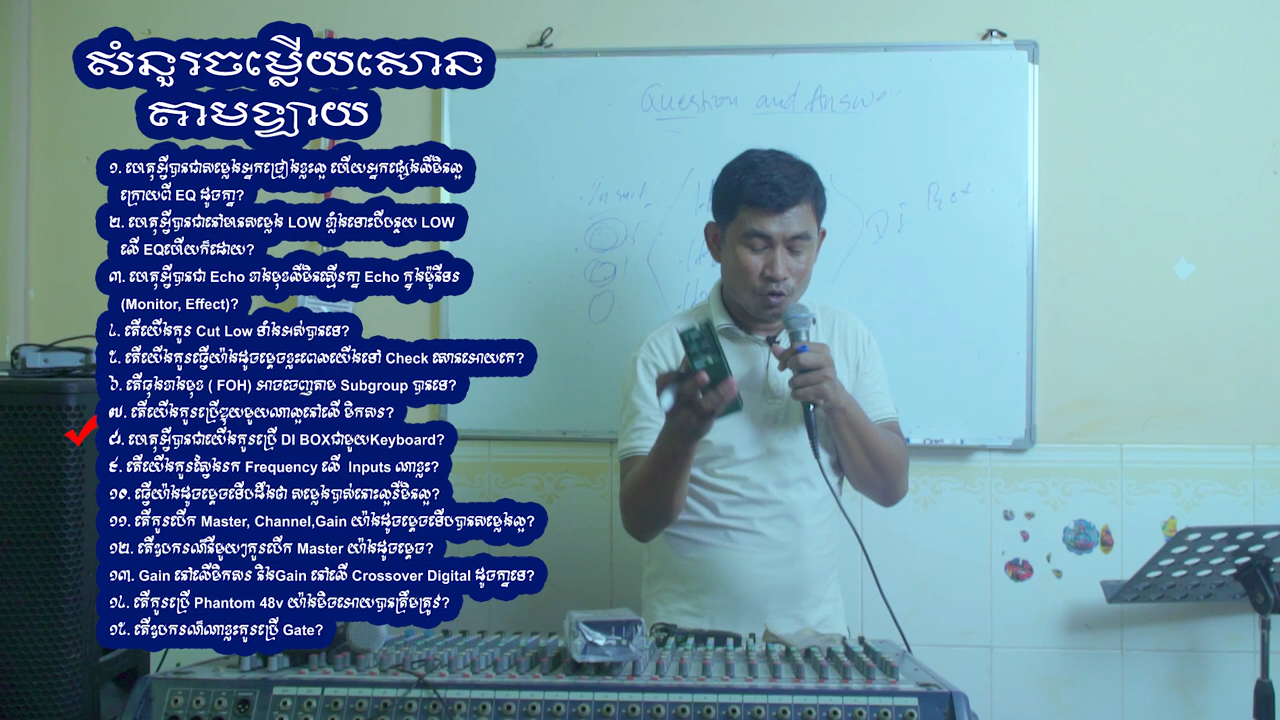 សំនួរចម្លើយសោន
តាមឡាយ
១. ហេតុអ្វីបានជាសម្លេងអ្នកច្រៀងខ្លះល្អ ហើយអ្នកផ្សេងលឺមិនល្អ
ក្រោយពី EQ ដូចគ្នា?
២. ហេតុអ្វីបានជានៅមានសម្លេង LOW ខ្លាំងទោះបីបន្ថយ LOW
លើ EQហើយក៏ដោយ?
៣. ហេតុអ្វីបានជា Echo ខាងមុខលឺមិនស្មើគ្នា Echo ក្នុងម៉ូនីទ័រ
(Monitor, Effect)?
៤. តើយើងគួរ Cut Low ទាំងអស់បានទេ?
៥. តើយើងគួរធ្វើយ៉ាងដូចម្តេចខ្លះពេលយើងទៅ Check សោនអោយគេ?
៦. តើធុងខាងមុខ ( FOH) អាចចេញតាម Subgroup បានទេ?
៧. តើយើងគួរប្រើឌុយមួយណាល្អនៅលើ មិកសរ?
៨. ហេតុអ្វីបានជាយើងគួរប្រើ DI BOXជាមួយKeyboard?
៩. តើយើងគួរស្វែងរក Frequency លើ Inputs ណាខ្លះ?
១០. ធ្វើយ៉ាងដូចម្តេចទើបដឹងថា សម្លេងបាស់នោះល្អរឺមិនល្អ?
១១. តើគួរបើក Master, Channel,Gain យ៉ាងដូចម្តេចទើបបានសម្លេងល្អ?
១២. តើឧបករណ៍នីមួយៗគួរបើក Master យ៉ាងដូចម្តេច?
១៣. Gain នៅលើមិកសរ និងGain នៅលើ Crossover Digital ដូចគ្នាទេ?
១៤. តើគួរប្រើ Phantom 48v យ៉ាងមិចអោយបានត្រឹមត្រូវ?
១៥. តើឧបករណ៍ណាខ្លះគួរប្រើ Gate?
Question and Answe